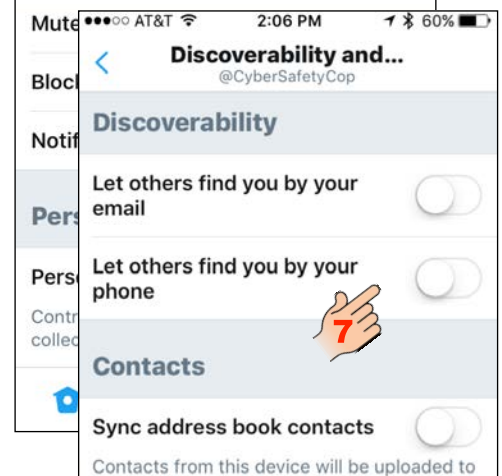 Mute
Block
Notif
Pers
Pers
Contr
collec
AT&T 2:06 PM 60%
Discoverability and...
@CyberSafetyCop
Discoverability
Let others find you by your
email
Let others find you by your
phone
7
Contacts
Sync address book contacts
Contacts from this device will be uploaded to